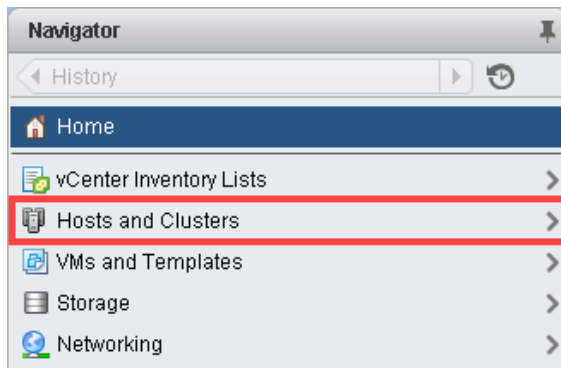 Navigator
History
Home
vCenter Inventory Lists
Hosts and Clusters
VMs and Templates
Storage
Networking